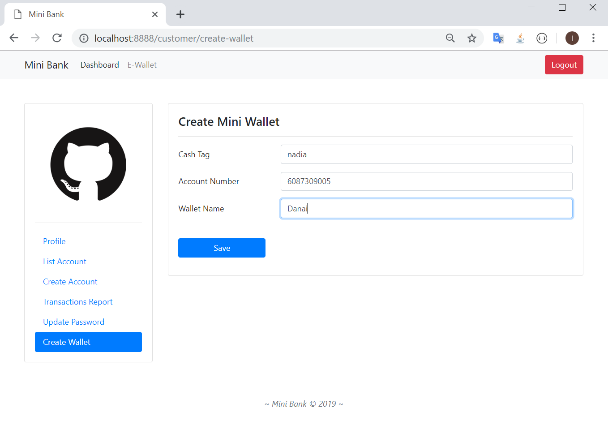 Mini Bank
localhost:8888/customer/create-wallet
Mini Bank Dashboard E-Wallet Logout
Create Mini Wallet
Cash Tag nadia
Account Number 6087309005
Wallet Name Danai
Save
Profile
List Account
Create Account
Transactions Report
Update Password
Create Wallet
~ Mini Bank © 2019 ~